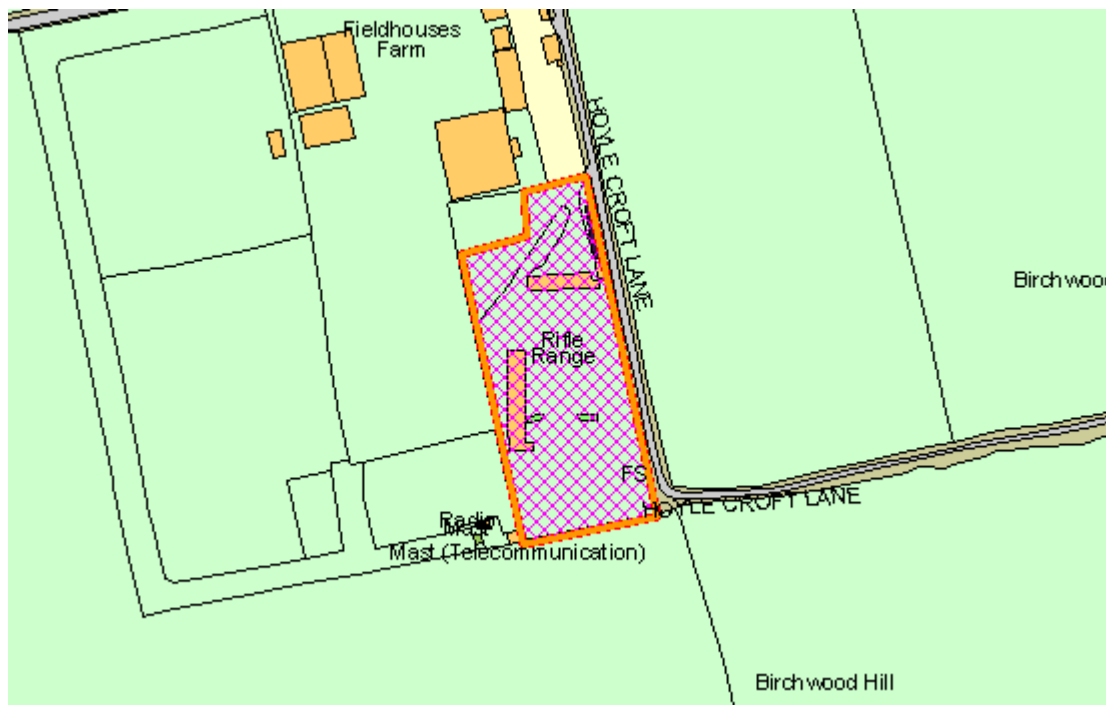 Fieldhouses
Farm
HOYLE CROFT LANE
Birchwoo
Rifle
Range
FS
HOYLE CROFT LANE
Mast (Telecommunication)
Birchwood Hill